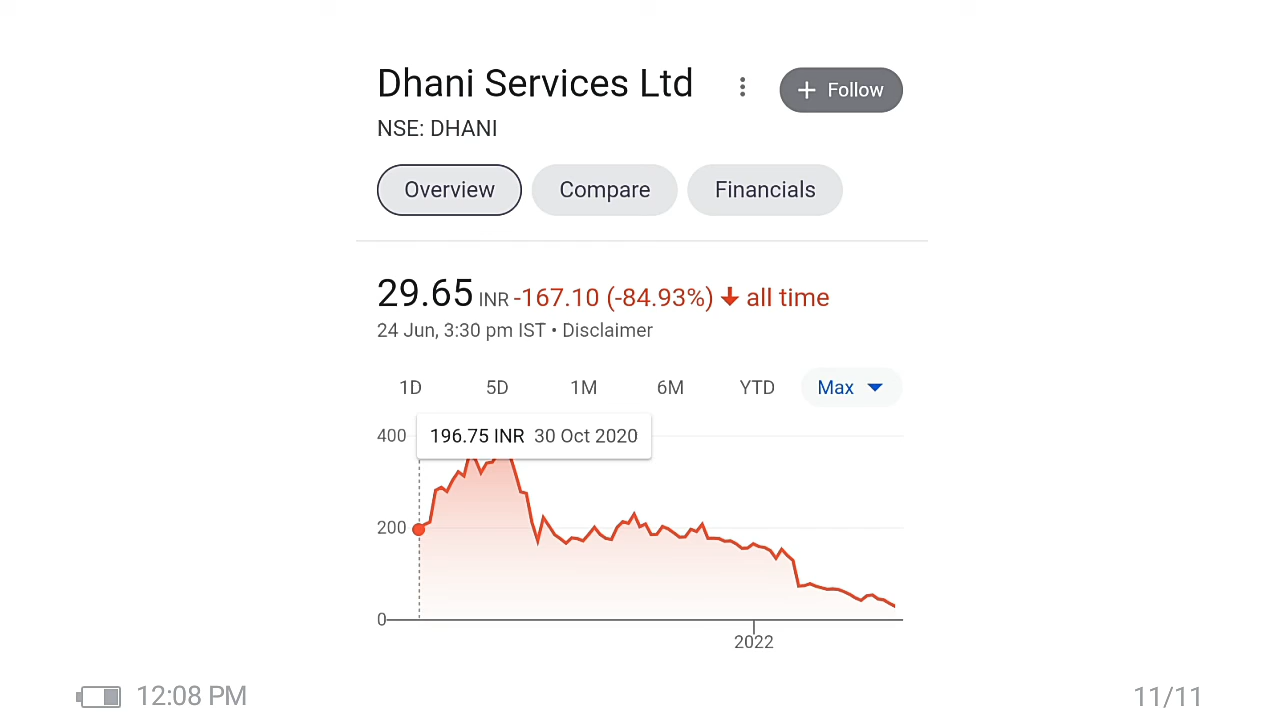 Dhani Services Ltd
+ Follow
NSE: DHANI
Overview Compare Financials
29.65 INR -167.10 (-84.93%) all time
24 Jun, 3:30 pm IST • Disclaimer
1D 5D 1M 6M YTD Max
400
196.75 INR 30 Oct 2020
200
0
2022
12:08 PM
11/11